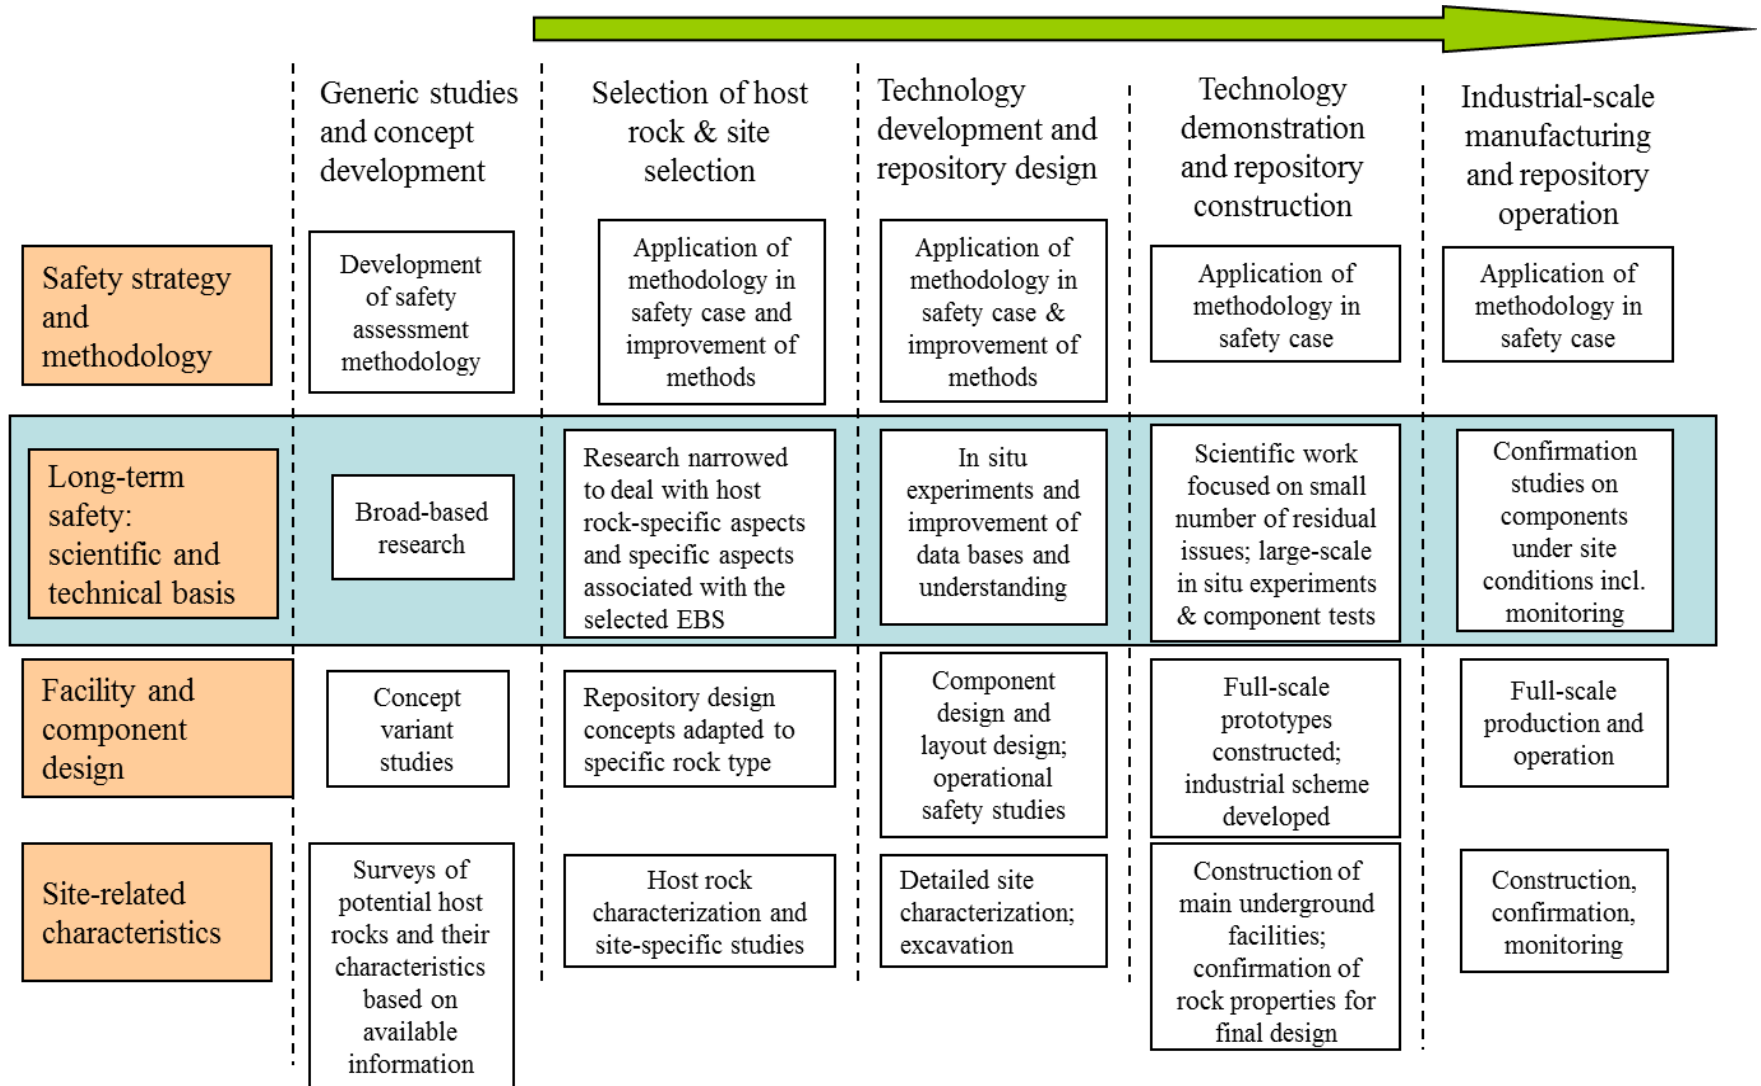 Generic studies
and concept
development
Selection of host
rock & site
selection
Technology
development and
repository design
Technology
demonstration
and repository
construction
Industrial-scale
manufacturing
and repository
operation
Safety strategy
and
methodology
Development
of safety
assessment
methodology
Application of
methodology in
safety case and
improvement of
methods
Application of
methodology in
safety case &
improvement of
methods
Application of
methodology in
safety case
Application of
methodology in
safety case
Long-term
safety:
scientific and
technical basis
Broad-based
research
Research narrowed
to deal with host
rock-specific aspects
and specific aspects
associated with the
selected EBS
In situ
experiments and
improvement of
data bases and
understanding
Scientific work
focused on small
number of residual
issues; large-scale
in situ experiments
& component tests
Confirmation
studies on
components
under site
conditions incl.
monitoring
Facility and
component
design
Concept
variant
studies
Repository design
concepts adapted to
specific rock type
Component
design and
layout design;
operational
safety studies
Full-scale
prototypes
constructed;
industrial scheme
developed
Full-scale
production and
operation
Site-related
characteristics
Surveys of
potential host
rocks and their
characteristics
based on
available
information
Host rock
characterization and
site-specific studies
Detailed site
characterization;
excavation
Construction of
main underground
facilities;
confirmation of
rock properties for
final design
Construction,
confirmation,
monitoring